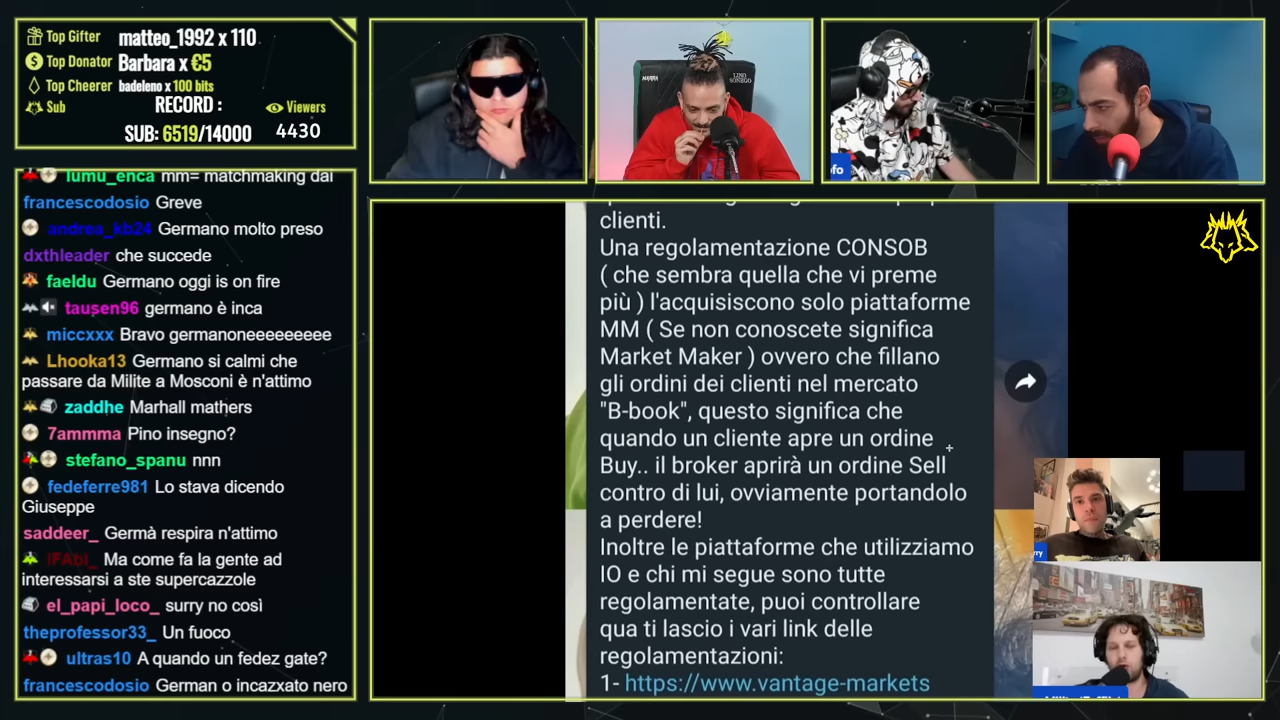 Top Gifter matteo_1992 x 110
Top Donator Barbara x €5
Top Cheerer badeleno x 100 bits
Sub RECORD : Viewers
SUB: 6519/14000 4430
lumu_enca mm= matchmaking dai
francescodosio Greve
andrea_kb24 Germano molto preso
dxthleader che succede
faeldu Germano oggi is on fire
tausen96 germano è inca
miccxxx Bravo germanoneeeeeeeee
Lhooka13 Germano si calmi che
passare da Milite a Mosconi è n'attimo
zaddhe Marhall mathers
7ammma Pino insegno?
stefano_spanu nnn
fedeferre981 Lo stava dicendo
Giuseppe
saddeer_ Germà respira n'attimo
Ma come fa la gente ad
interessarsi a ste supercazzole
el_papi_loco_ surry no così
theprofessor33_ Un fuoco
ultras10 A quando un fedez gate?
francescodosio German o incazxato nero
LINO
SONEGO
clienti.
Una regolamentazione CONSOB
( che sembra quella che vi preme
più ) l'acquisiscono solo piattaforme
MM ( Se non conoscete significa
Market Maker ) ovvero che fillano
gli ordini dei clienti nel mercato
"B-book", questo significa che
quando un cliente apre un ordine
Buy.. il broker aprirà un ordine Sell
contro di lui, ovviamente portandolo
a perdere!
Inoltre le piattaforme che utilizziamo
IO e chi mi segue sono tutte
regolamentate, puoi controllare
qua ti lascio i vari link delle
regolamentazioni:
1- https://www.vantage-markets